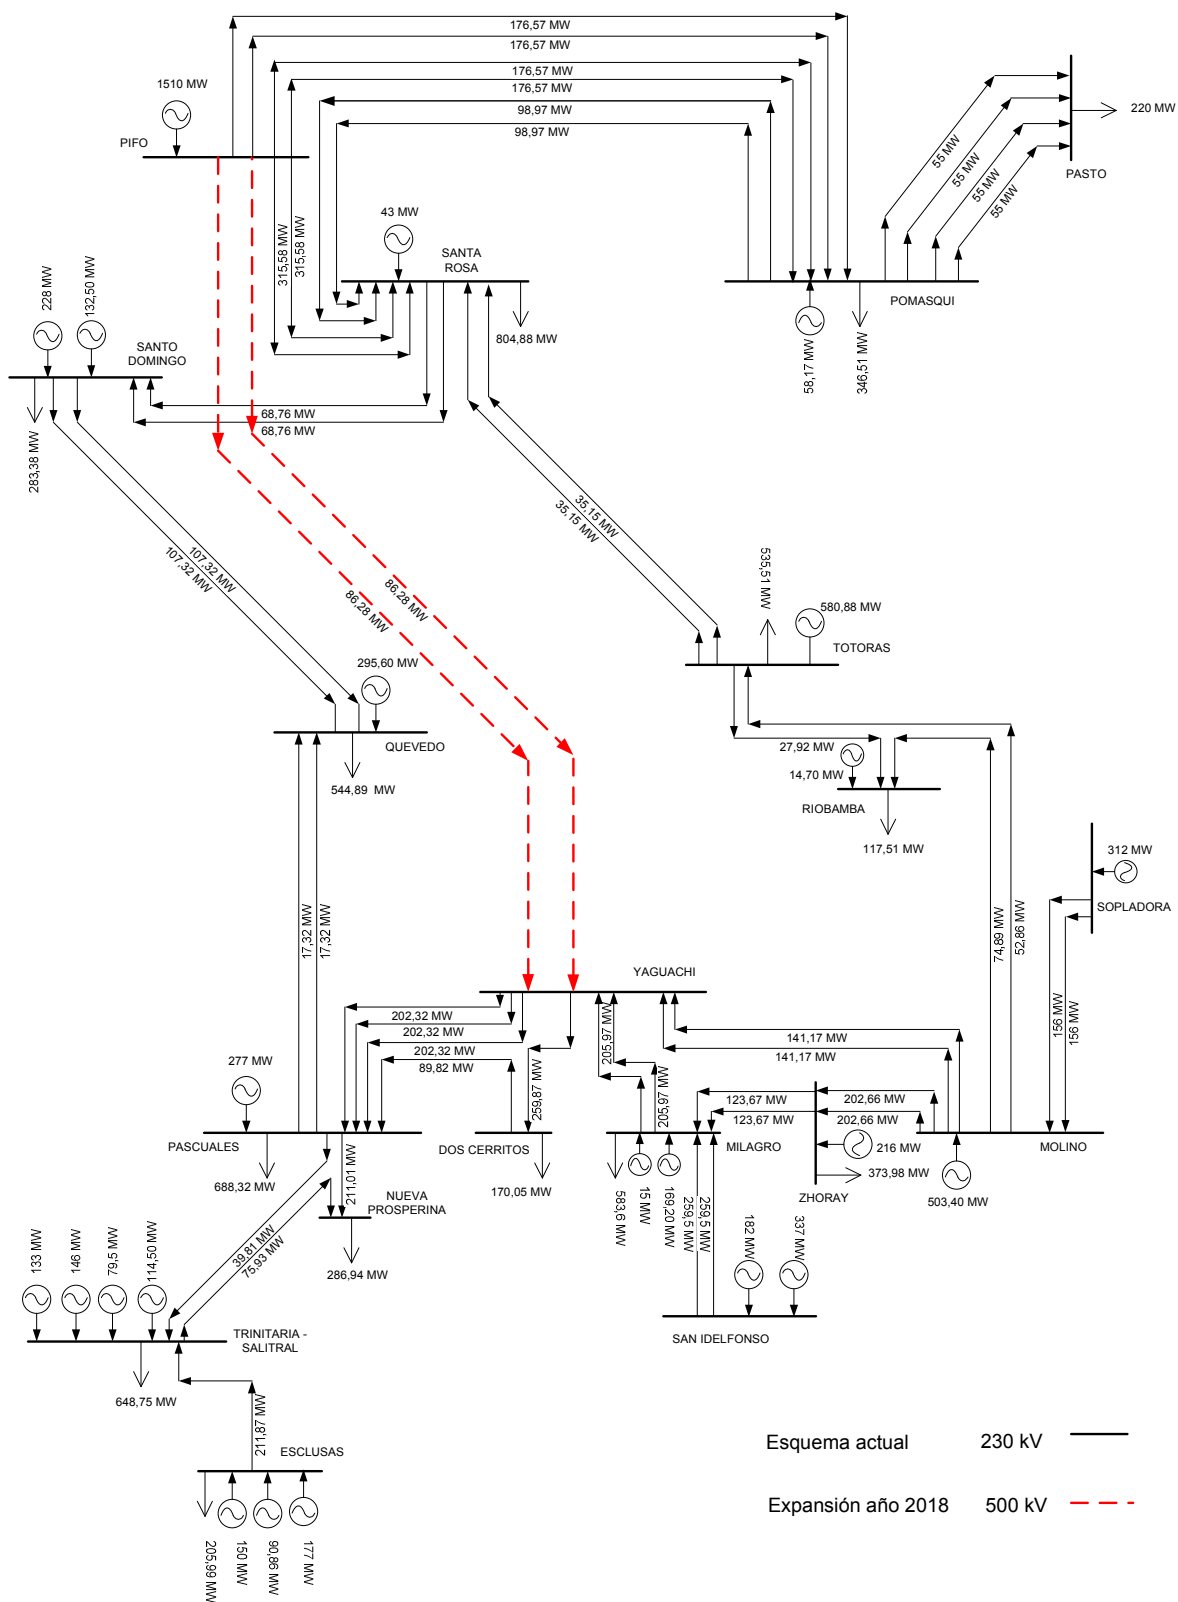 176,57 MW
176,57 MW
176,57 MW
176,57 MW
98,97 MW
98,97 MW
1510 MW
PIFO
220 MW
PASTO
55 MW
55 MW
55 MW
55 MW
43 MW
SANTA
ROSA
315,58 MW
315,58 MW
804,88 MW
POMASQUI
58,17 MW
346,51 MW
228 MW
132,50 MW
SANTO
DOMINGO
283,38 MW
68,76 MW
68,76 MW
107,32 MW
107,32 MW
35,15 MW
35,15 MW
86,28 MW
86,28 MW
535,51 MW
580,88 MW
TOTORAS
295,60 MW
QUEVEDO
544,89 MW
27,92 MW
14,70 MW
RIOBAMBA
117,51 MW
312 MW
SOPLADORA
74,89 MW
52,86 MW
156 MW
156 MW
17,32 MW
17,32 MW
YAGUACHI
202,32 MW
202,32 MW
202,32 MW
89,82 MW
259,87 MW
205,97 MW
205,97 MW
141,17 MW
141,17 MW
277 MW
PASCUALES
688,32 MW
DOS CERRITOS
170,05 MW
123,67 MW
123,67 MW
202,66 MW
202,66 MW
MILAGRO
583,6 MW
15 MW
169,20 MW
216 MW
373,98 MW
ZHORAY
MOLINO
503,40 MW
211,01 MW
NUEVA
PROSPERINA
286,94 MW
39,81 MW
75,93 MW
259,5 MW
259,5 MW
182 MW
337 MW
SAN IDELFONSO
133 MW
146 MW
79,5 MW
114,50 MW
TRINITARIA -
SALITRAL
648,75 MW
211,87 MW
ESCLUSAS
205,99 MW
150 MW
90,86 MW
177 MW
Esquema actual 230 kV
Expansión año 2018 500 kV